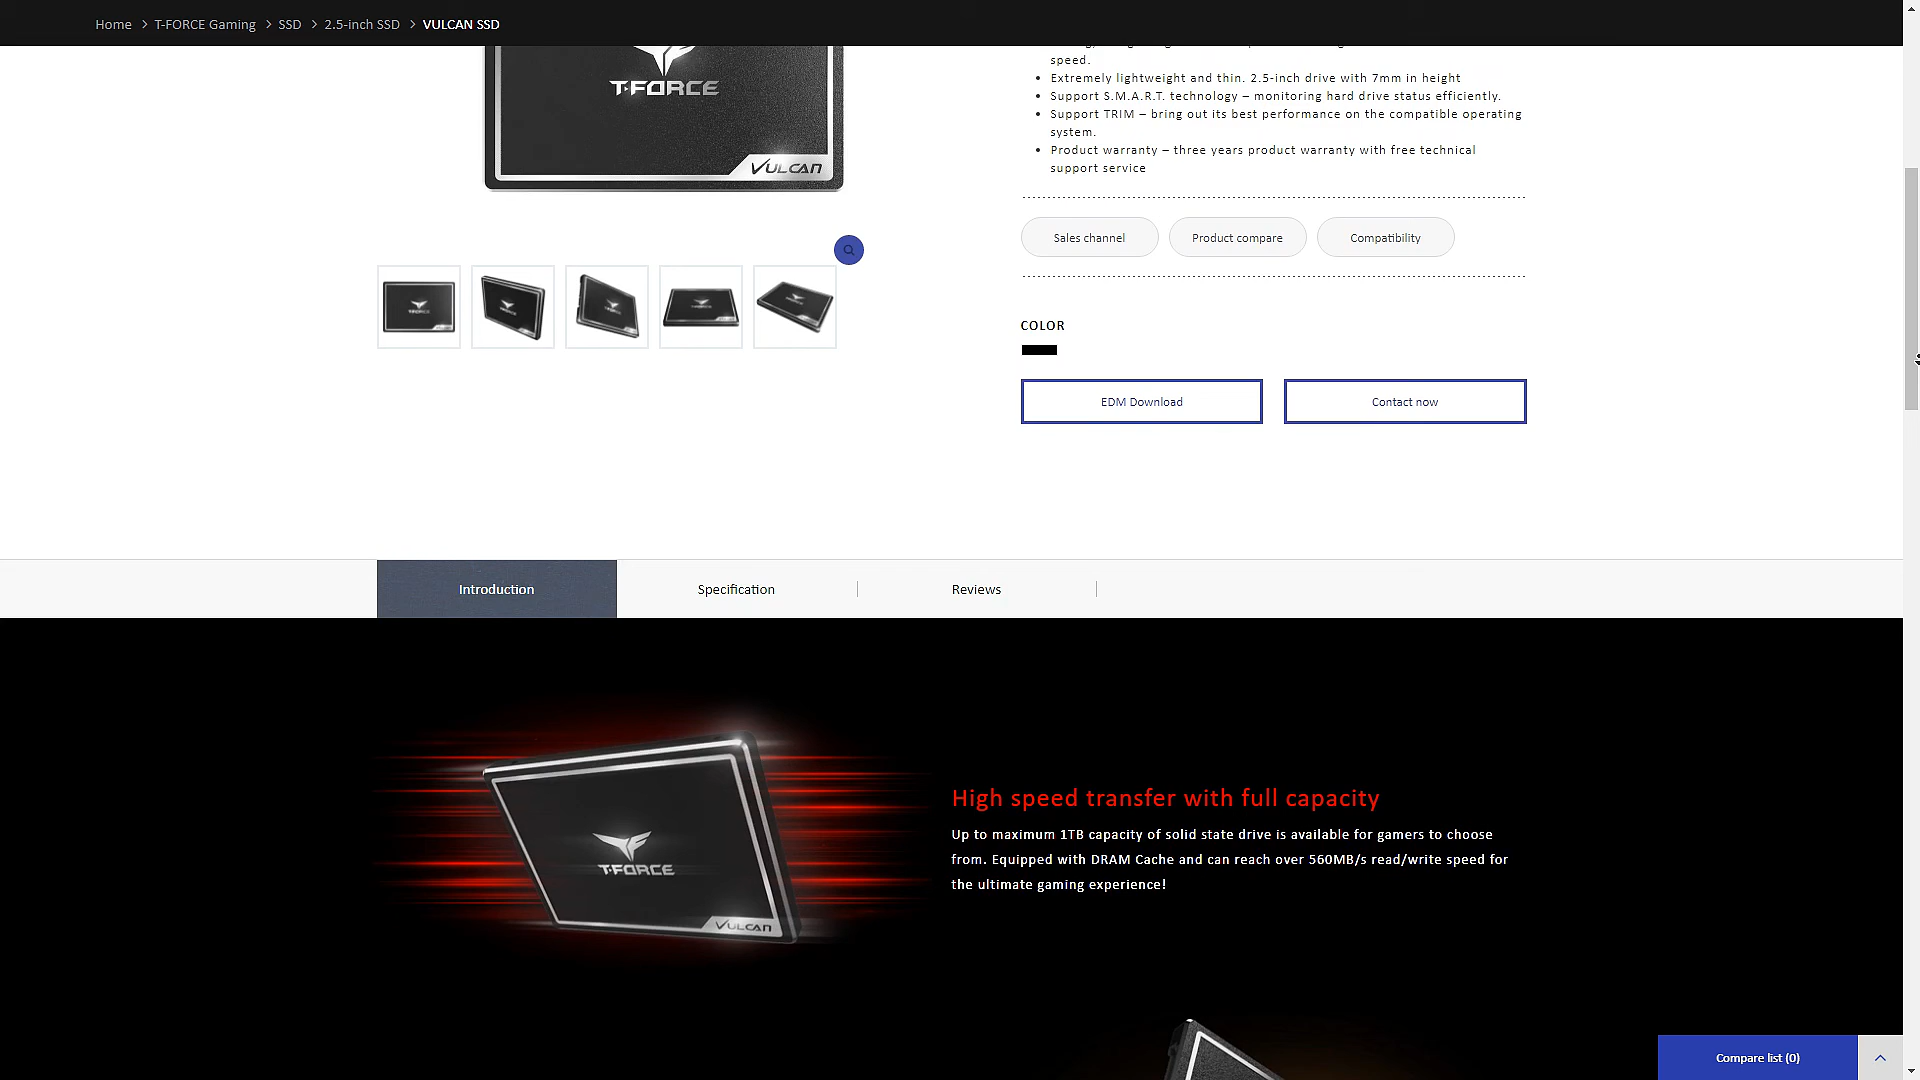 Home > T-FORCE Gaming > SSD > 2.5-inch SSD > VULCAN SSD
speed.
• Extremely lightweight and thin. 2.5-inch drive with 7mm in height
• Support S.M.A.R.T. technology – monitoring hard drive status efficiently.
• Support TRIM – bring out its best performance on the compatible operating
system.
• Product warranty – three years product warranty with free technical
support service
T-FORCE
VULCAN
Sales channel
Product compare
Compatibility
COLOR
EDM Download
Contact now
Introduction
Specification
Reviews
High speed transfer with full capacity
Up to maximum 1TB capacity of solid state drive is available for gamers to choose
from. Equipped with DRAM Cache and can reach over 560MB/s read/write speed for
the ultimate gaming experience!
T-FORCE
VULCAN
Compare list (0)